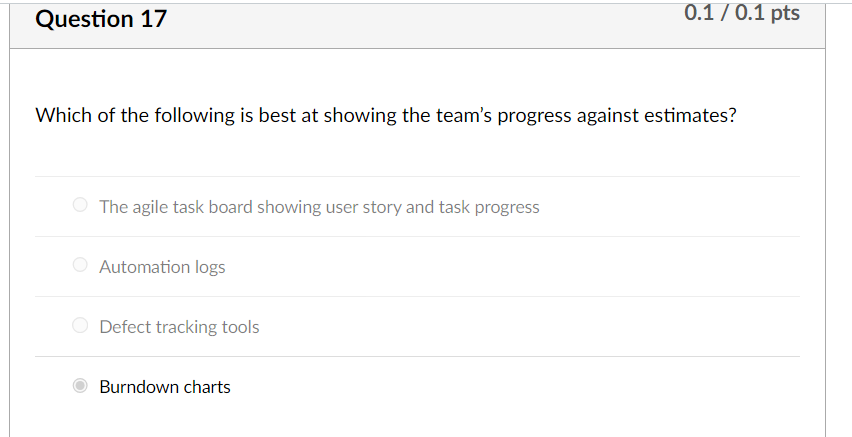 Question 17
0.1 / 0.1 pts
Which of the following is best at showing the team’s progress against estimates?
The agile task board showing user story and task progress
Automation logs
Defect tracking tools
Burndown charts